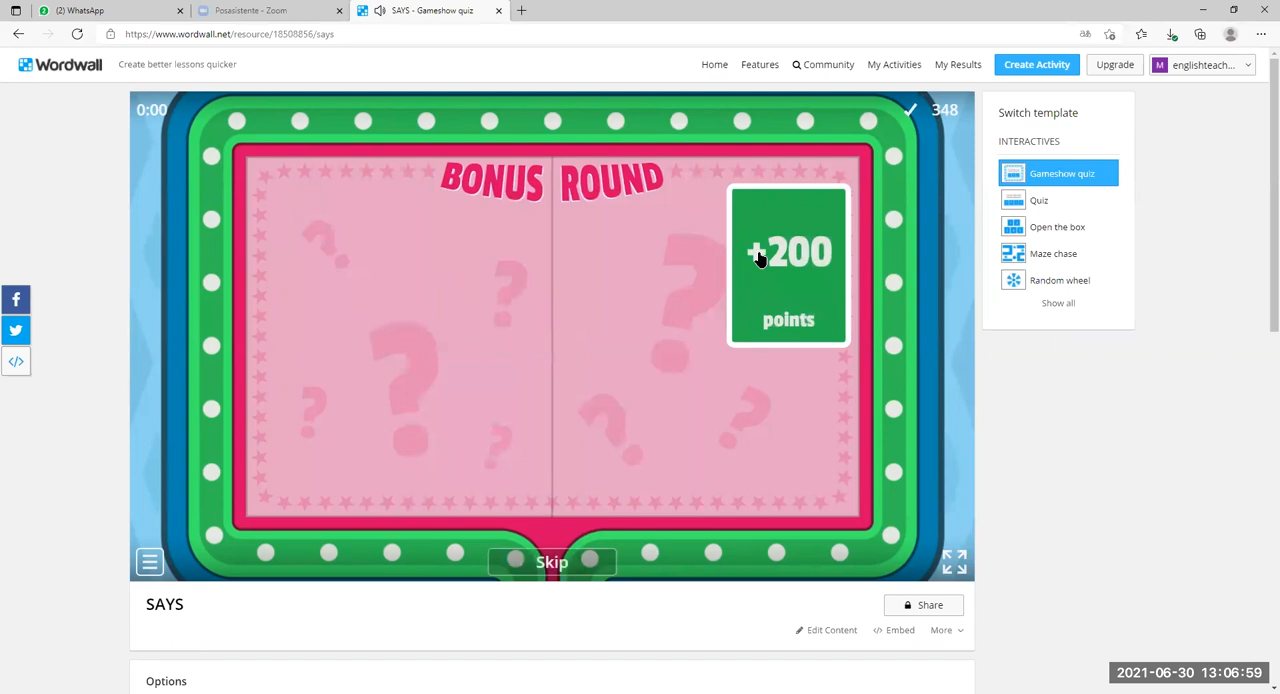 (2) WhatsApp
Posasistente - Zoom
SAYS - Gameshow quiz
https://www.wordwall.net/resource/18508856/says
Wordwall
Create better lessons quicker
Home
Features
Community
My Activities
My Results
Create Activity
Upgrade
M
englishteach...
0:00
348
BONUS ROUND
+200
points
Skip
Switch template
INTERACTIVES
Gameshow quiz
Quiz
Open the box
Maze chase
Random wheel
Show all
SAYS
Share
Edit Content
</> Embed
More
Options
2021-06-30 13:06:59